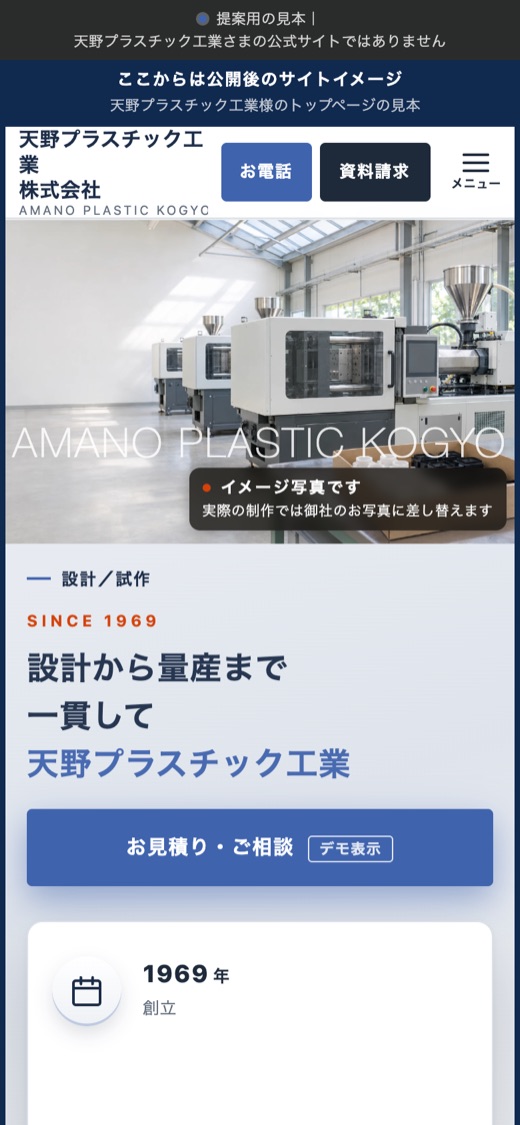 提案用の見本 |
天野プラスチック工業さまの公式サイトではありません
ここからは公開後のサイトイメージ
天野プラスチック工業様のトップページの見本
天野プラスチック工
業
株式会社
AMANO PLASTIC KOGYO
お電話
資料請求
メニュー
AMANO PLASTIC KOGYO
イメージ写真です
実際の制作では御社のお写真に差し替えます
設計／試作
SINCE 1969
設計から量産まで
一貫して
天野プラスチック工業
お見積り・ご相談 デモ表示
1969 年
創立